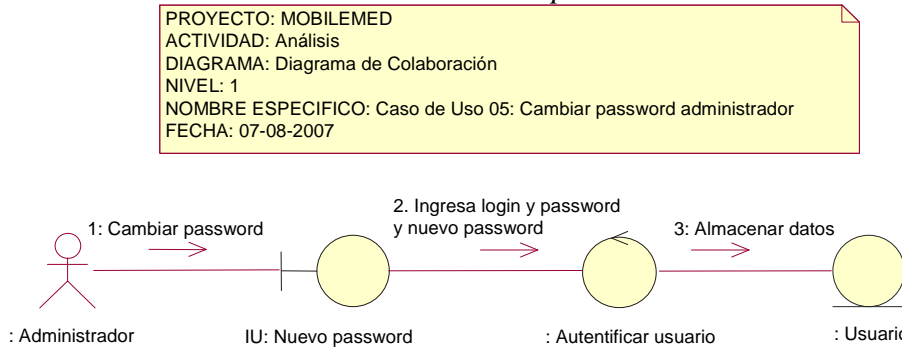 PROYECTO: MOBILEMED
ACTIVIDAD: Análisis
DIAGRAMA: Diagrama de Colaboración
NIVEL: 1
NOMBRE ESPECIFICO: Caso de Uso 05: Cambiar password administrador
FECHA: 07-08-2007
1: Cambiar password
2. Ingresa login y password
y nuevo password
3: Almacenar datos
: Administrador
IU: Nuevo password
: Autentificar usuario
: Usuario